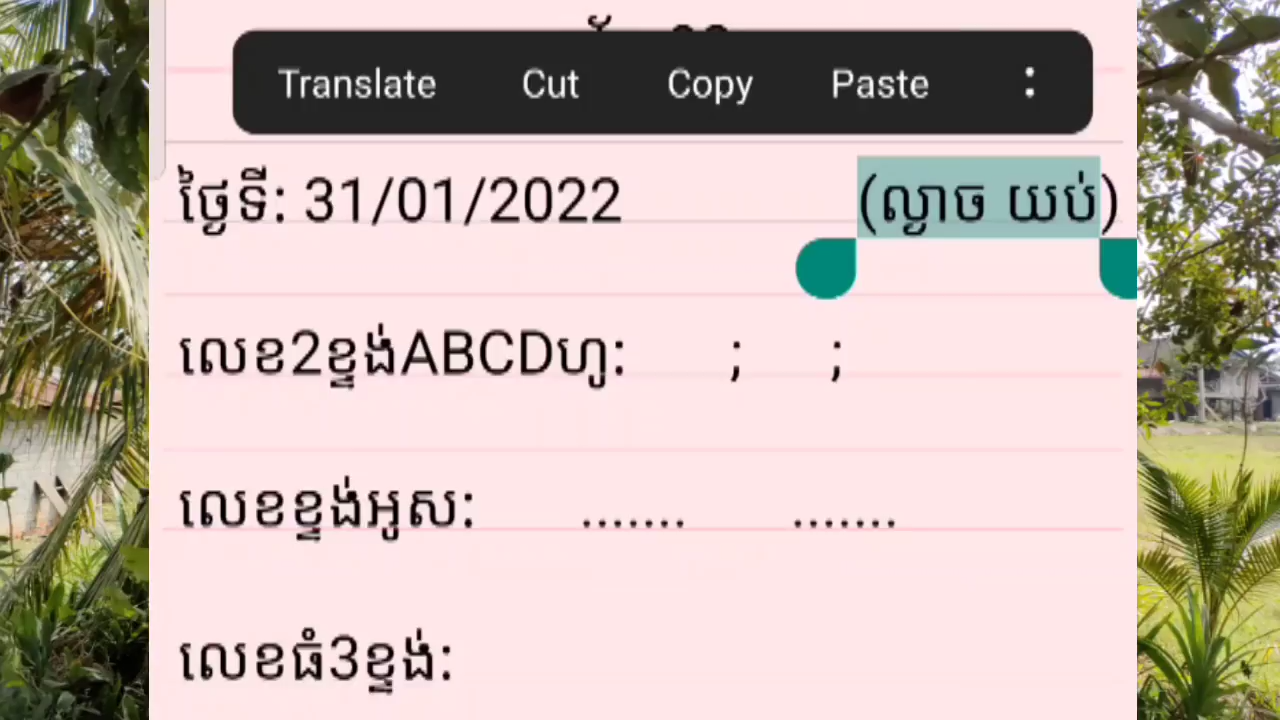 Translate Cut Copy Paste
ថ្ងៃទី: 31/01/2022 (ល្ងាច យប់)
លេខ2ខ្ទង់ABCDហ្វ: ; ;
លេខខ្ទង់អូស: ....... .......
លេខធំ3ខ្ទង់: